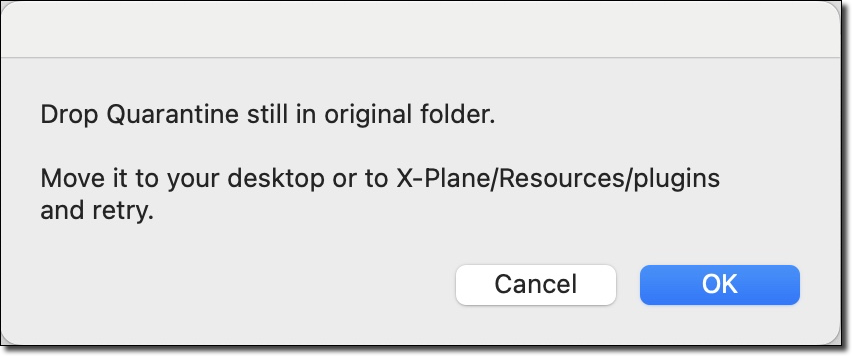 Drop Quarantine still in original folder.
Move it to your desktop or to X-Plane/Resources/plugins
and retry.
Cancel
OK